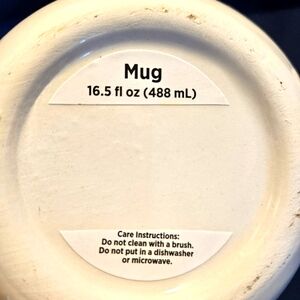 Mug
16.5 fl oz (488 mL)
Care Instructions:
Do not clean with a brush.
Do not put in a dishwasher
or microwave.